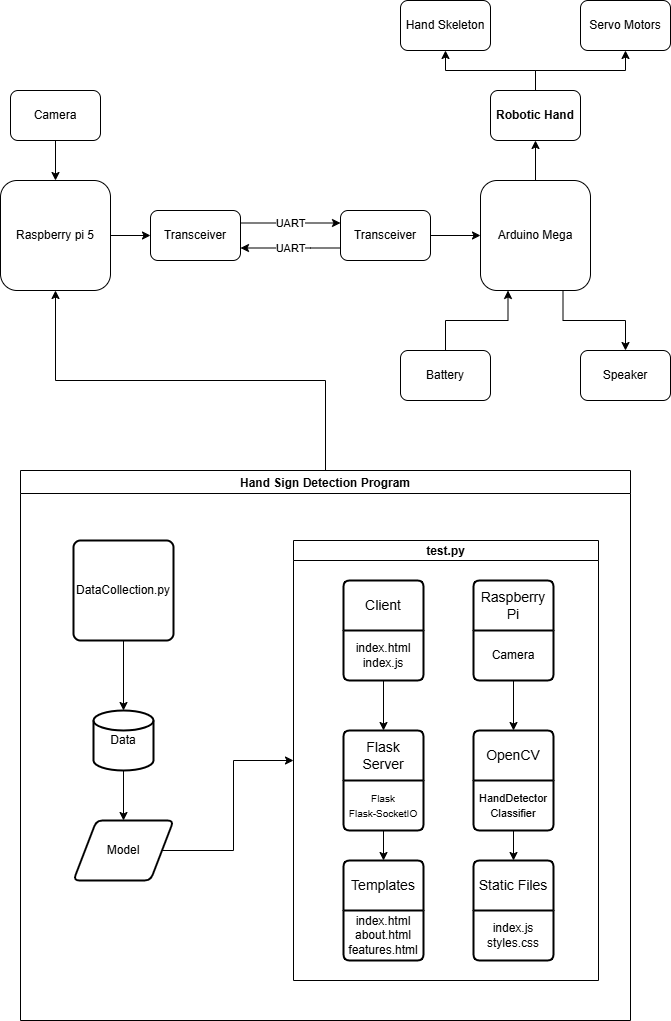 Hand Skeleton
Servo Motors
Camera
Robotic Hand
Raspberry pi 5
Transceiver
UART
UART
Transceiver
Arduino Mega
Battery
Speaker
Hand Sign Detection Program
DataCollection.py
Data
Model
test.py
Client
index.html
index.js
Flask
Server
Flask
Flask-SocketIO
Templates
index.html
about.html
features.html
Raspberry
Pi
Camera
OpenCV
HandDetector
Classifier
Static Files
index.js
styles.css